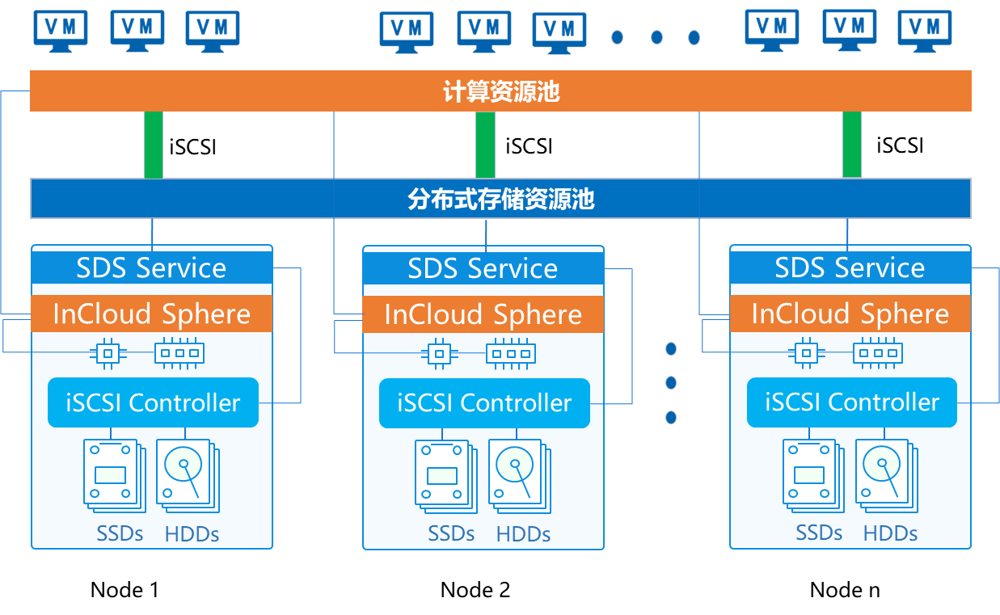 VM VM VM VM VM VM VM VM VM
计算资源池
iSCSI iSCSI iSCSI
分布式存储资源池
SDS Service SDS Service SDS Service
InCloud Sphere InCloud Sphere InCloud Sphere
iSCSI Controller iSCSI Controller iSCSI Controller
SSDs HDDs SSDs HDDs SSDs HDDs
Node 1 Node 2 Node n